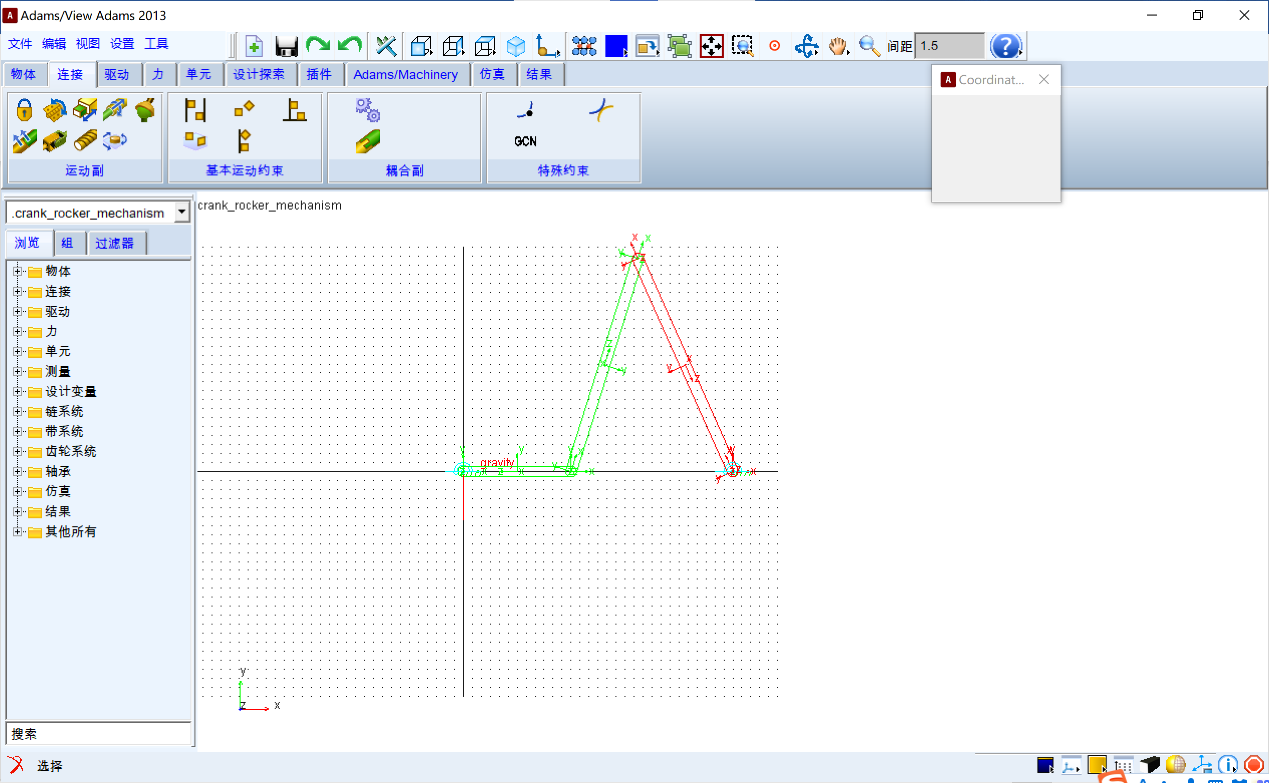 Adams/View Adams 2013
文件 编辑 视图 设置 工具
间距 1.5
物体 连接 驱动 力 单元 设计探索 插件 Adams/Machinery 仿真 结果
Coordinat...
GCN
运动副 基本运动约束 耦合副 特殊约束
.crank_rocker_mechanism
crank_rocker_mechanism
浏览 组 过滤器
物体
连接
驱动
力
单元
测量
设计变量
链系统
带系统
齿轮系统
轴承
仿真
结果
其他所有
gravity
y
z x
搜索
选择